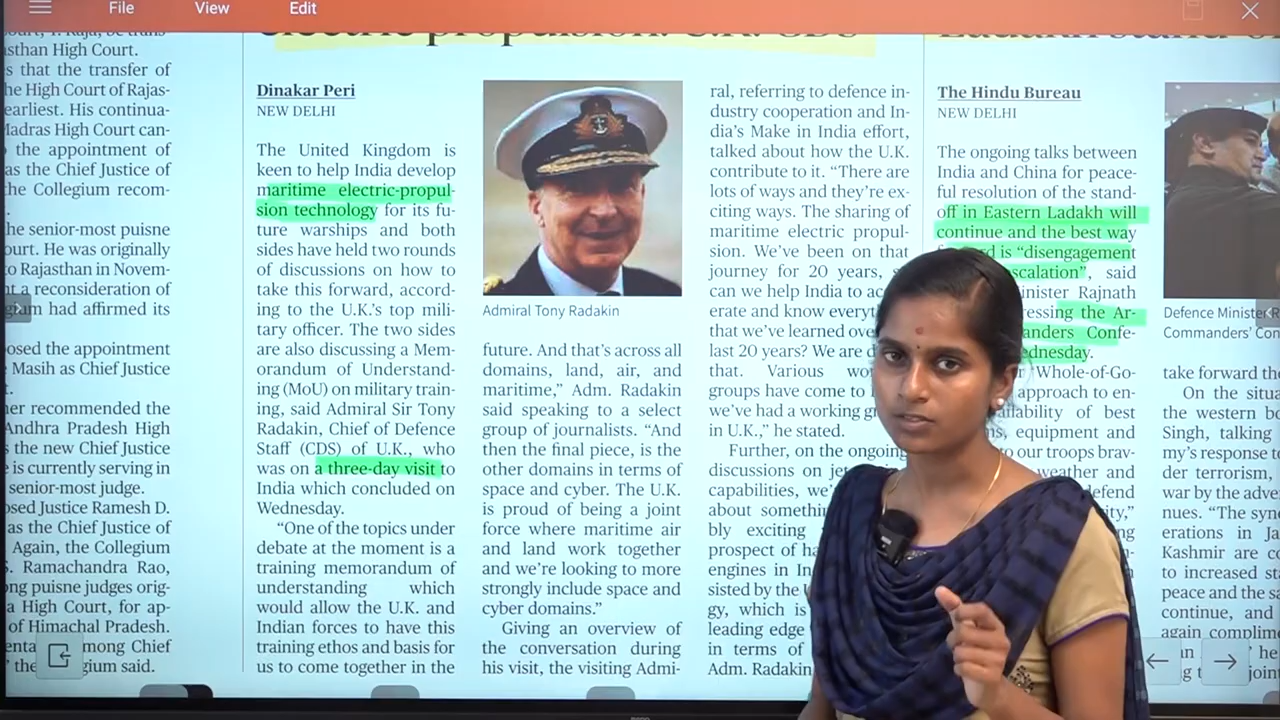 File View Edit
sthan High Court.
s that the transfer of
he High Court of Rajas-
earliest. His continua-
Madras High Court can-
the appointment of
as the Chief Justice of
the Collegium recom-
he senior-most puisne
ourt. He was originally
o Rajasthan in Novem-
t a reconsideration of
gium had affirmed its
osed the appointment
Masih as Chief Justice
er recommended the
Andhra Pradesh High
the new Chief Justice
e is currently serving in
senior-most judge.
osed Justice Ramesh D.
as the Chief Justice of
Again, the Collegium
. Ramachandra Rao,
ng puisne judges orig-
a High Court, for ap-
of Himachal Pradesh.
mong Chief
the gium said.
electric propulsion: U.K. CDS
Dinakar Peri
NEW DELHI
The United Kingdom is
keen to help India develop
maritime electric-propul-
sion technology for its fu-
ture warships and both
sides have held two rounds
of discussions on how to
take this forward, accord-
ing to the U.K.'s top mili-
tary officer. The two sides
are also discussing a Mem-
orandum of Understand-
ing (MoU) on military train-
ing, said Admiral Sir Tony
Radakin, Chief of Defence
Staff (CDS) of U.K., who
was on a three-day visit to
India which concluded on
Wednesday.
"One of the topics under
debate at the moment is a
training memorandum of
understanding which
would allow the U.K. and
Indian forces to have this
training ethos and basis for
us to come together in the
Admiral Tony Radakin
future. And that's across all
domains, land, air, and
maritime," Adm. Radakin
said speaking to a select
group of journalists. "And
then the final piece, is the
other domains in terms of
space and cyber. The U.K.
is proud of being a joint
force where maritime air
and land work together
and we're looking to more
strongly include space and
cyber domains."
Giving an overview of
the conversation during
his visit, the visiting Admi-
ral, referring to defence in-
dustry cooperation and In-
dia's Make in India effort,
talked about how the U.K.
contribute to it. "There are
lots of ways and they're ex-
citing ways. The sharing of
maritime electric propul-
sion. We've been on that
journey for 20 years,
can we help India to ac
erate and know everyt
that we've learned ove
last 20 years? We are d
that. Various wo
groups have come to
we've had a working g
in U.K.," he stated.
Further, on the ongoing
discussions on jet
capabilities, we'
about somethin
bly exciting
prospect of ha
engines in In
sisted by the
gy, which is
leading edge
in terms of
Adm. Radakin
The Hindu Bureau
NEW DELHI
The ongoing talks between
India and China for peace-
ful resolution of the stand-
off in Eastern Ladakh will
continue and the best way
is "disengagement
escalation", said
inister Rajnath
ressing the Ar-
anders Confe-
ednesday.
Whole-of-Go-
approach to en-
ailability of best
ns, equipment and
to our troops brav-
weather and
defend
ity,"
Defence Minister R
Commanders' Con
take forward the
On the situa
the western bo
Singh, talking
my's response to
der terrorism,
war by the adve
nues. "The syne
erations in Ja
Kashmir are co
to increased sta
peace and the sa
continue, and
again complim
he
joint